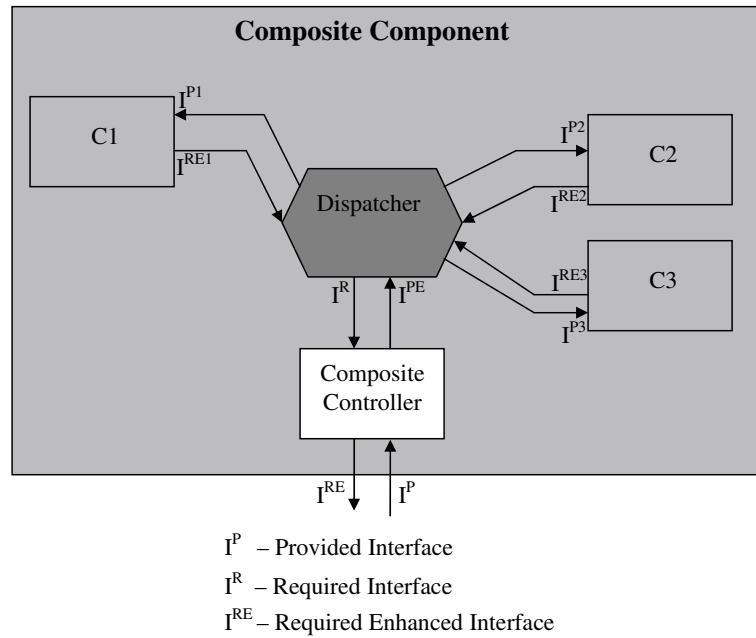 Composite Component
I^P1
C1
I^RE1
I^P2
C2
I^RE2
Dispatcher
I^RE3
C3
I^P3
I^R
I^PE
Composite
Controller
I^RE
I^P
I^P – Provided Interface
I^R – Required Interface
I^RE – Required Enhanced Interface